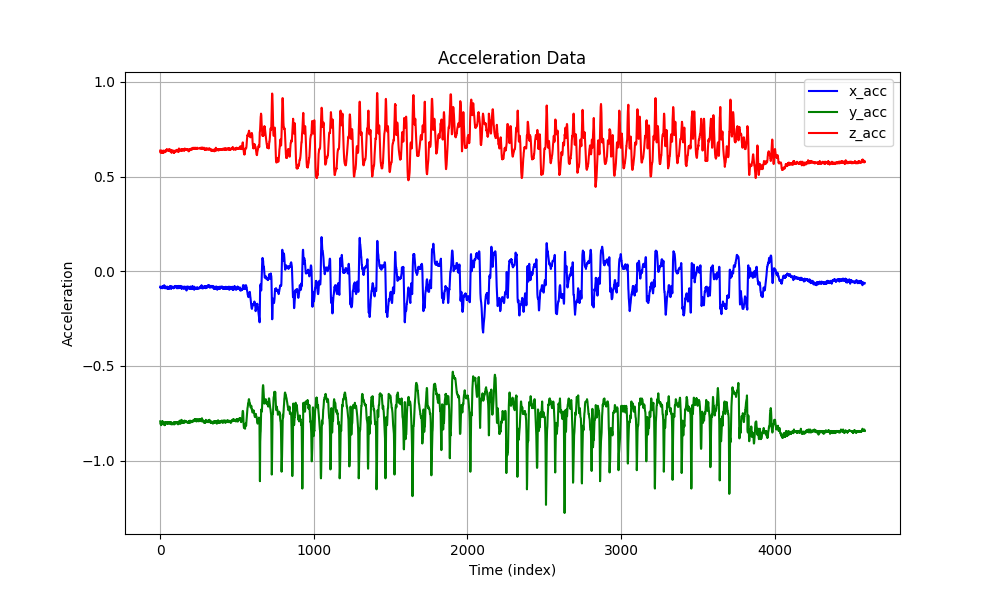 Acceleration Data
1.0
0.5
0.0
−0.5
−1.0
Acceleration
x_acc
y_acc
z_acc
0 1000 2000 3000 4000
Time (index)